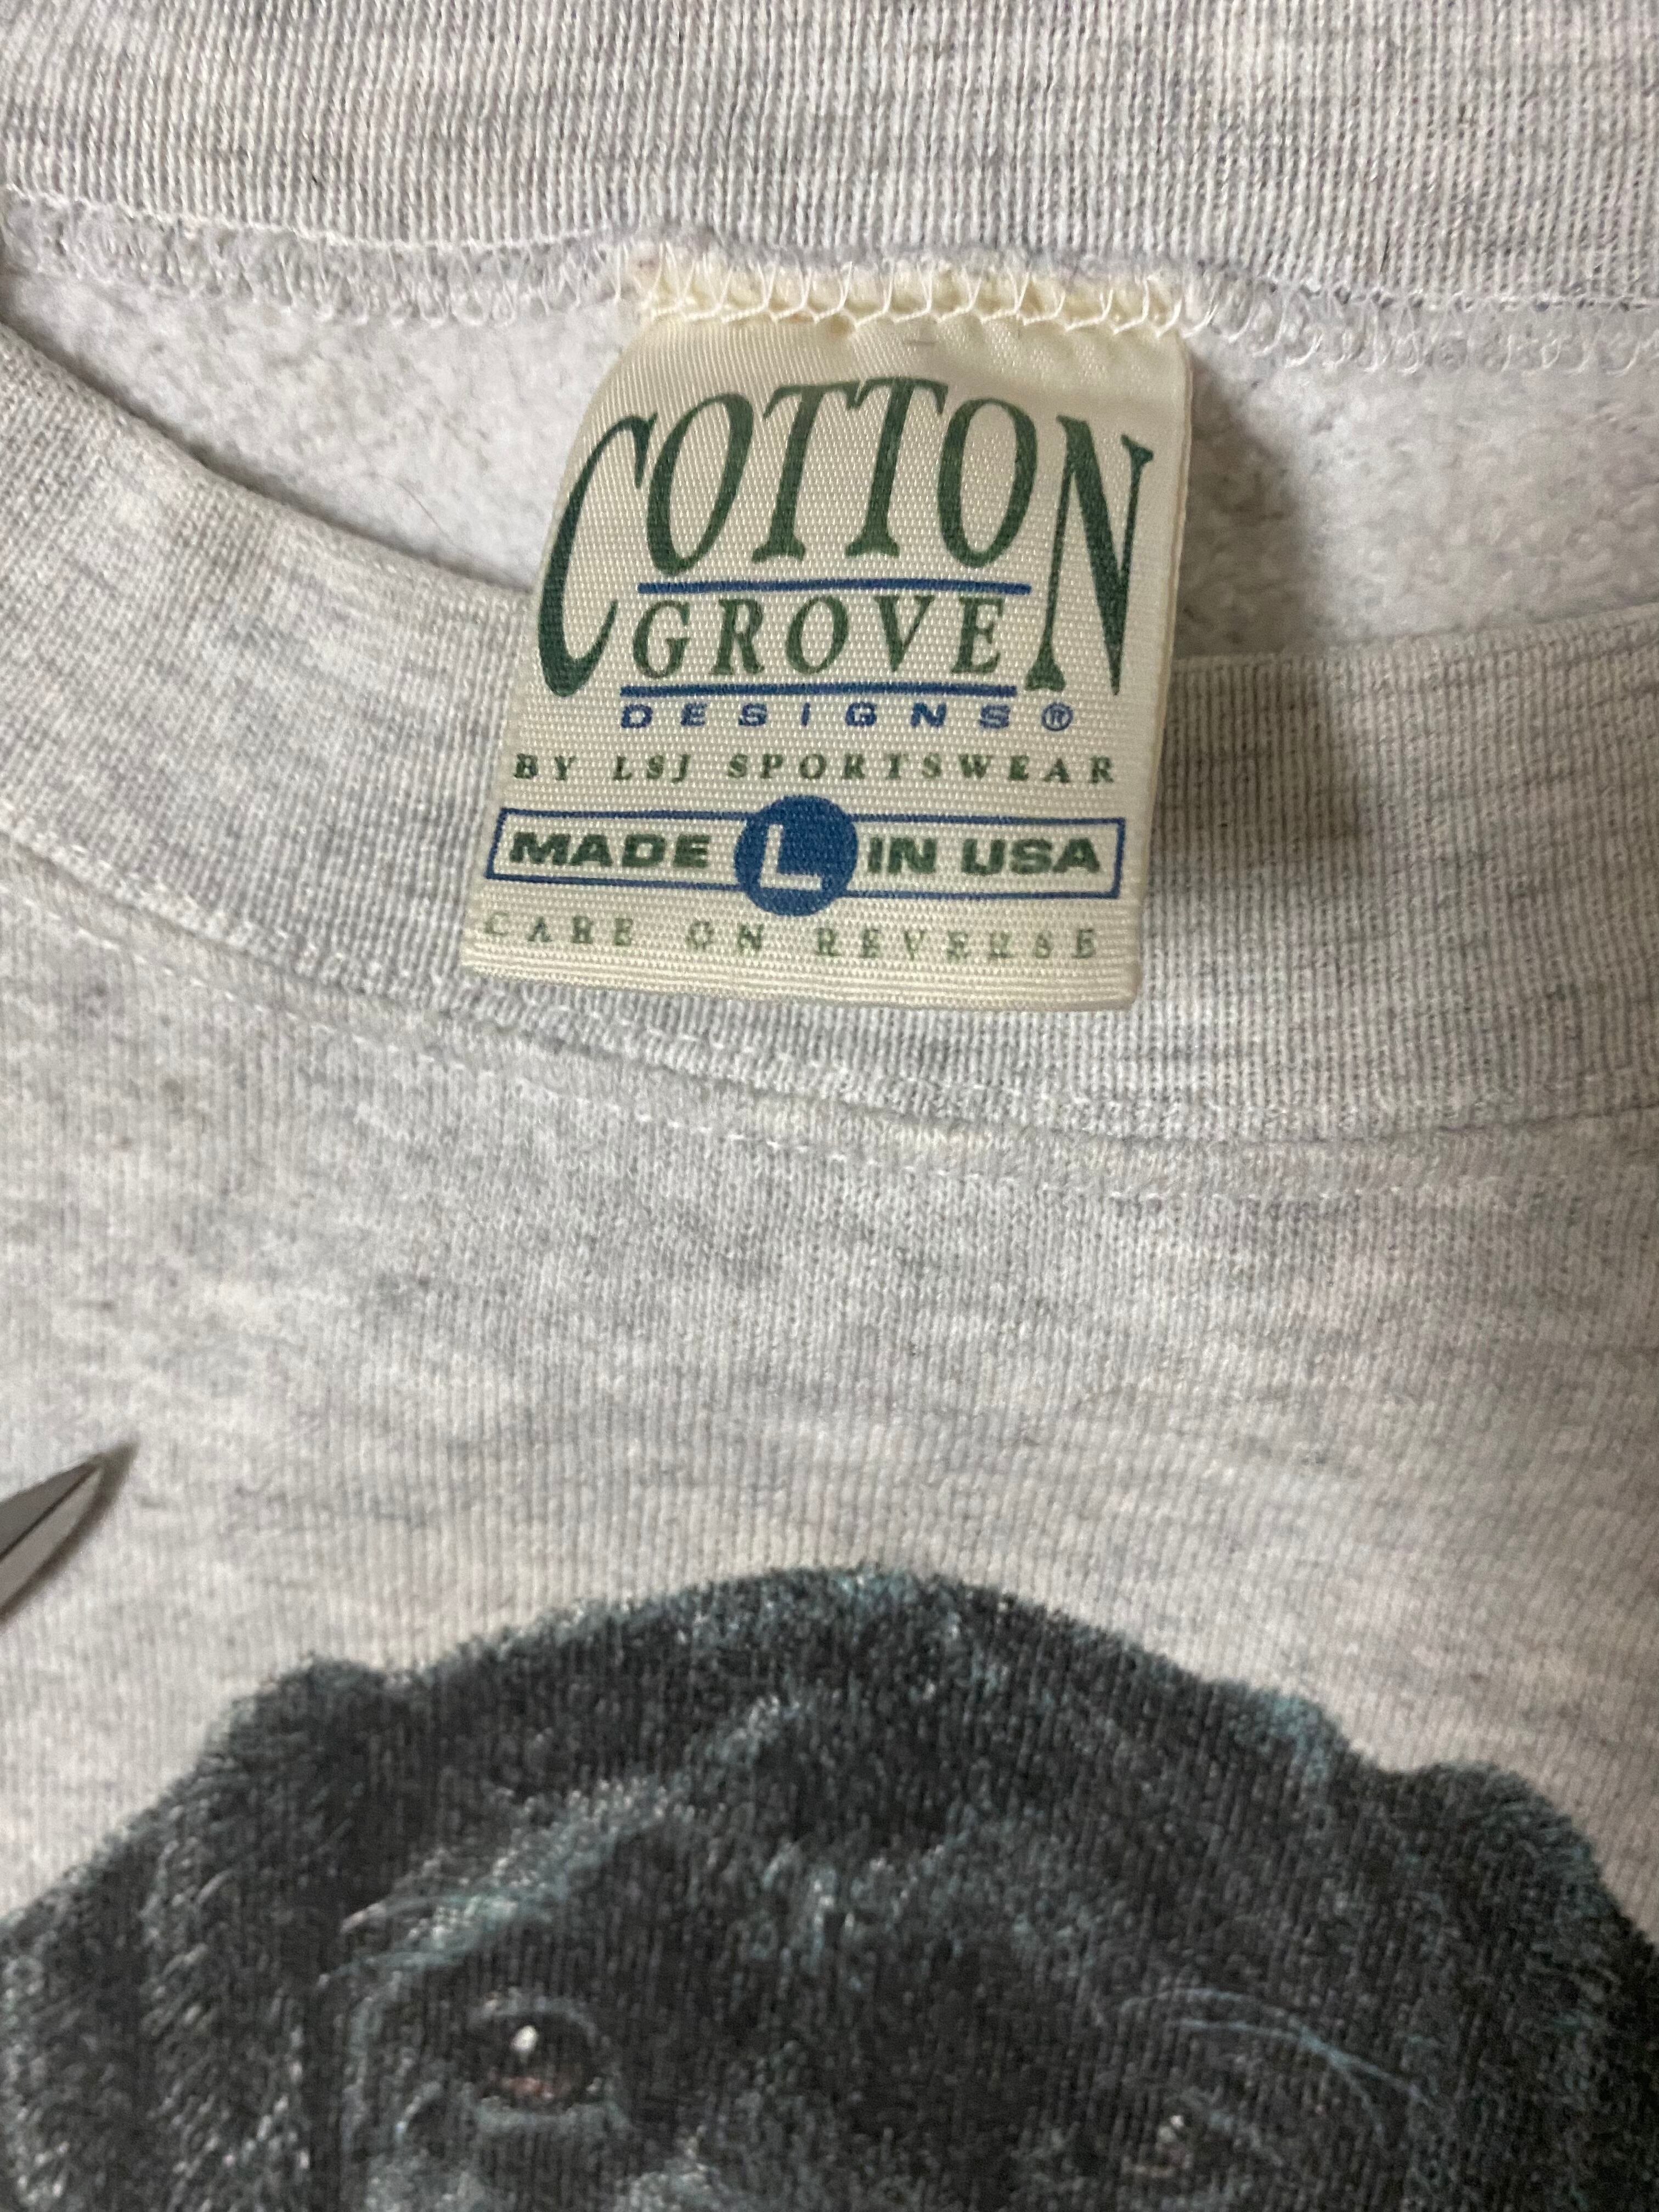 COTTON
GROVE
DESIGNS®
BY LSJ SPORTSWEAR
MADE L IN USA
CARE ON REVERSE